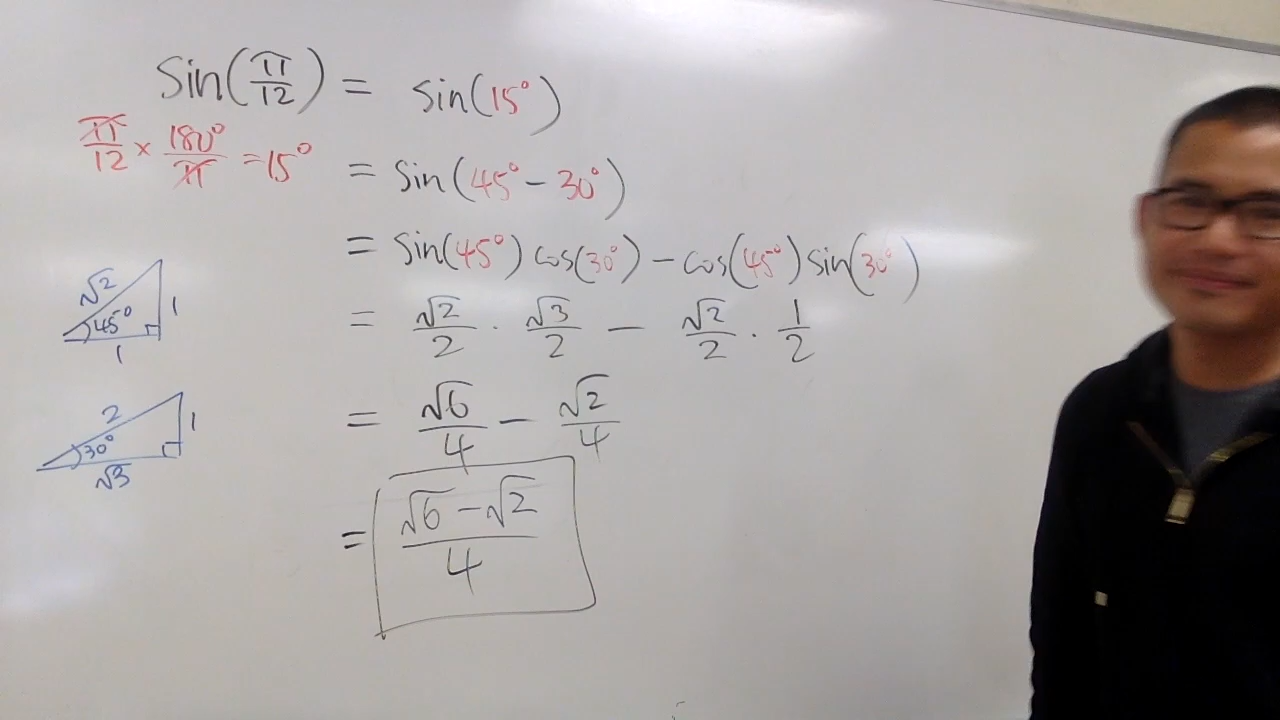 Sin(π/12) = Sin(15°)
π/12 × 180°/π = 15°
= Sin(45° − 30°)
= Sin(45°)cos(30°) − cos(45°)sin(30°)
= √2/2 · √3/2 − √2/2 · 1/2
= √6/4 − √2/4
= (√6 − √2)/4
√2
1
45°
1
2
1
30°
√3